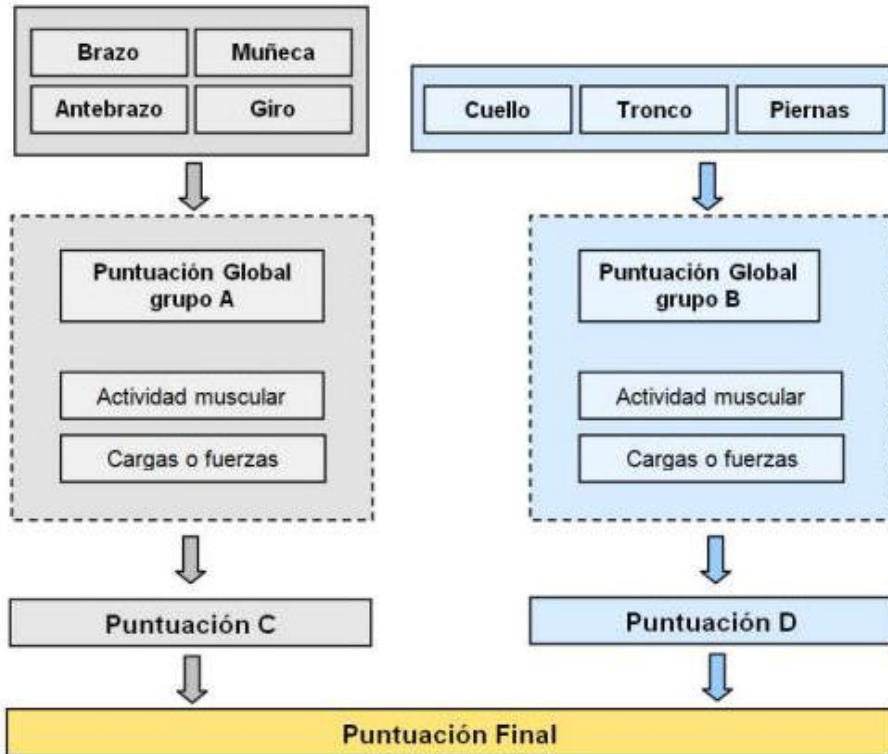 Brazo
Muñeca
Antebrazo
Giro
Puntuación Global
grupo A
Actividad muscular
Cargas o fuerzas
Puntuación C
Cuello
Tronco
Piernas
Puntuación Global
grupo B
Actividad muscular
Cargas o fuerzas
Puntuación D
Puntuación Final